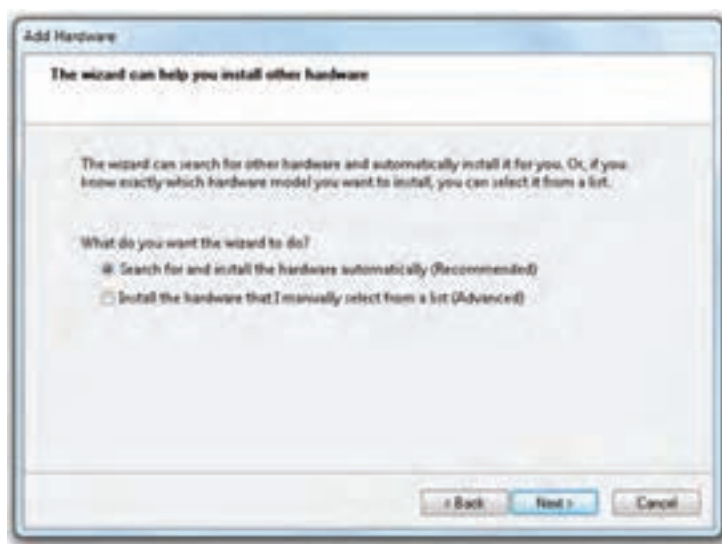 Add Hardware
The wizard can help you install other hardware
The wizard can search for other hardware and automatically install it for you. Or, if you
know exactly which hardware model you want to install, you can select it from a list.
What do you want the wizard to do?
Search for and install the hardware automatically (Recommended)
Install the hardware that I manually select from a list (Advanced)
< Back
Next >
Cancel